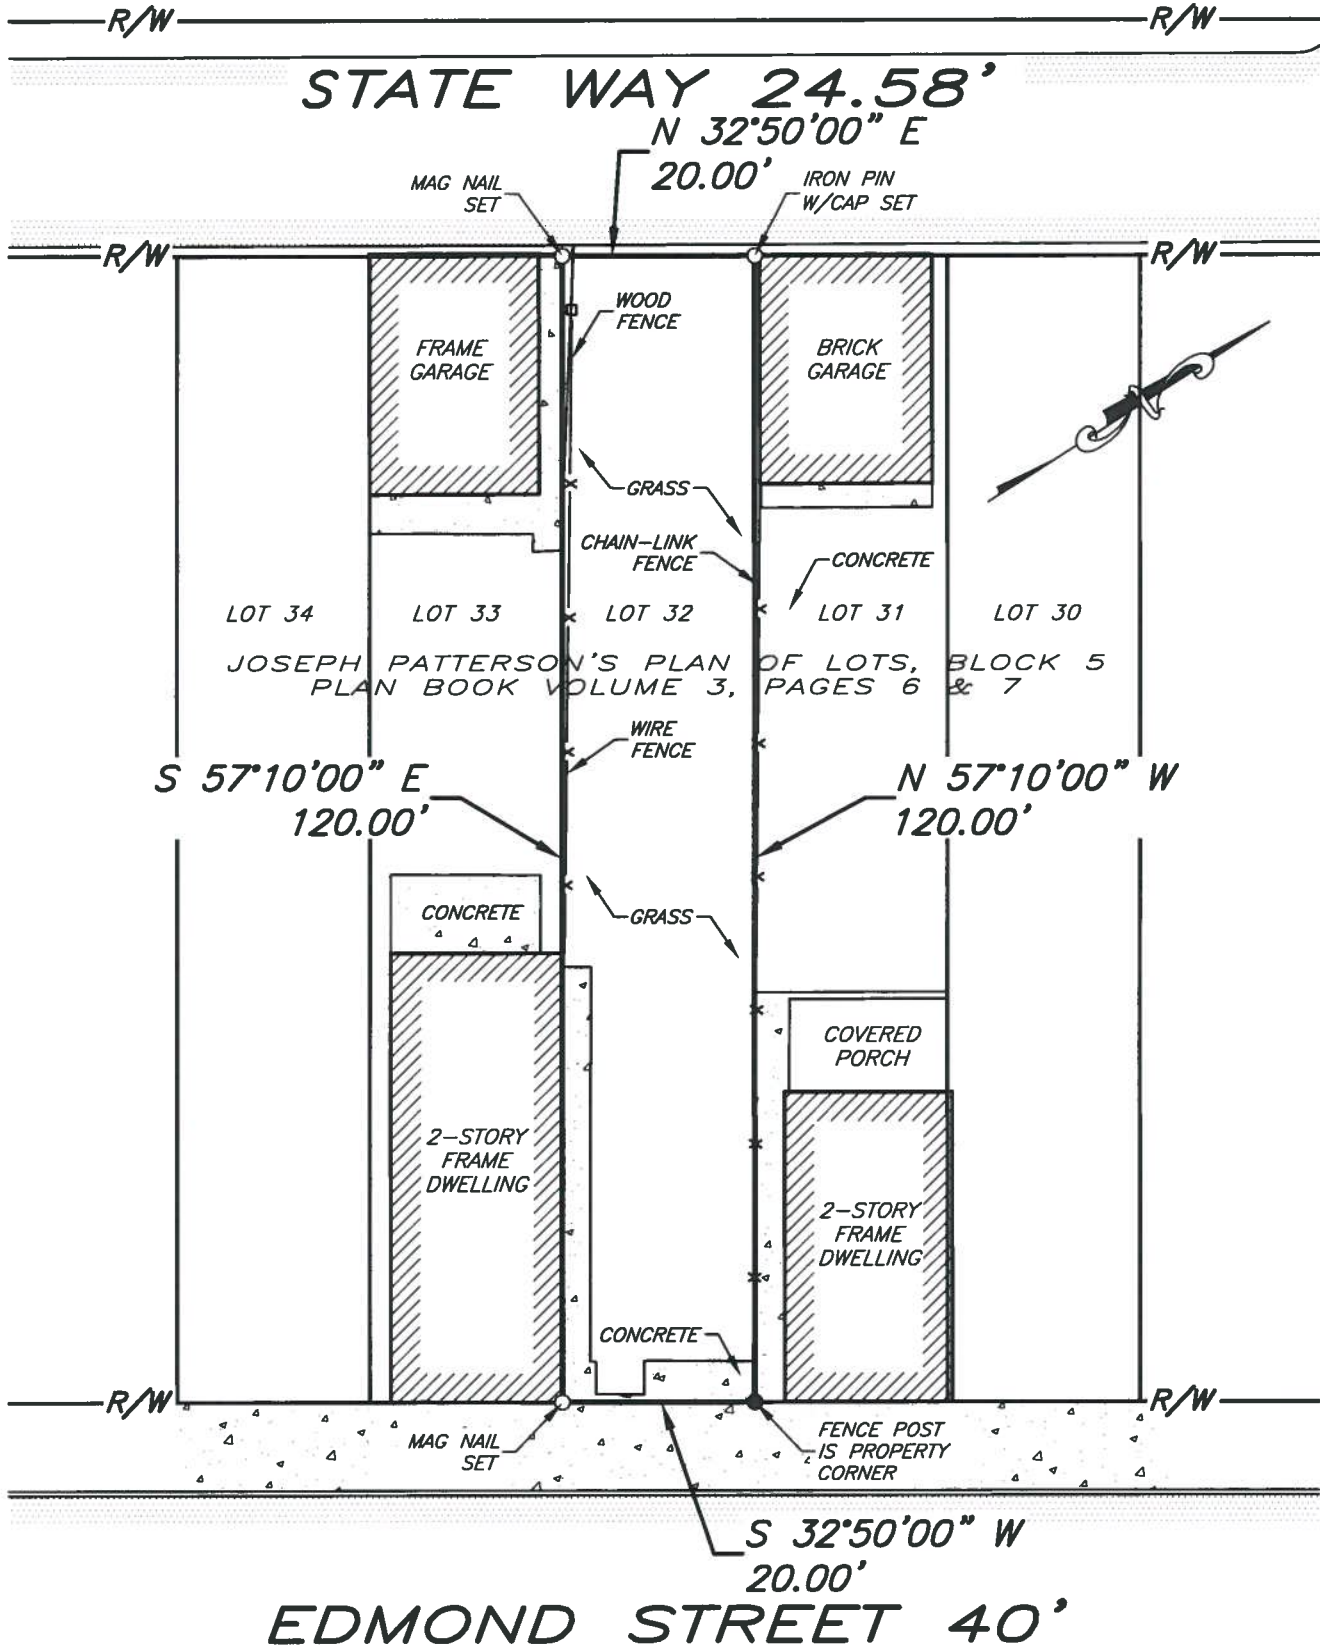 R/W R/W
STATE WAY 24.58'
N 32°50'00" E
20.00'
MAG NAIL
SET
IRON PIN
W/CAP SET
R/W R/W
WOOD
FENCE
FRAME
GARAGE
BRICK
GARAGE
N
GRASS
CHAIN-LINK
FENCE
CONCRETE
LOT 34 LOT 33 LOT 32 LOT 31 LOT 30
JOSEPH PATTERSON'S PLAN OF LOTS, BLOCK 5
PLAN BOOK VOLUME 3, PAGES 6 & 7
WIRE
FENCE
S 57°10'00" E
120.00'
N 57°10'00" W
120.00'
CONCRETE
GRASS
COVERED
PORCH
2-STORY
FRAME
DWELLING
2-STORY
FRAME
DWELLING
CONCRETE
R/W R/W
MAG NAIL
SET
FENCE POST
IS PROPERTY
CORNER
S 32°50'00" W
20.00'
EDMOND STREET 40'